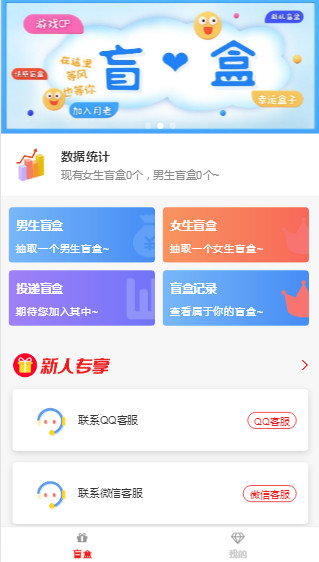 游戏CP
随机盲盒
在这里
等风
也等你
盲❤盒
快乐盲盒
加入月老
幸运盒子
数据统计
现有女生盲盒0个，男生盲盒0个~
男生盲盒
抽取一个男生盲盒~
女生盲盒
抽取一个女生盲盒~
投递盲盒
期待您加入其中~
盲盒记录
查看属于你的盲盒~
新人专享
联系QQ客服
QQ客服
联系微信客服
微信客服
盲盒
我的